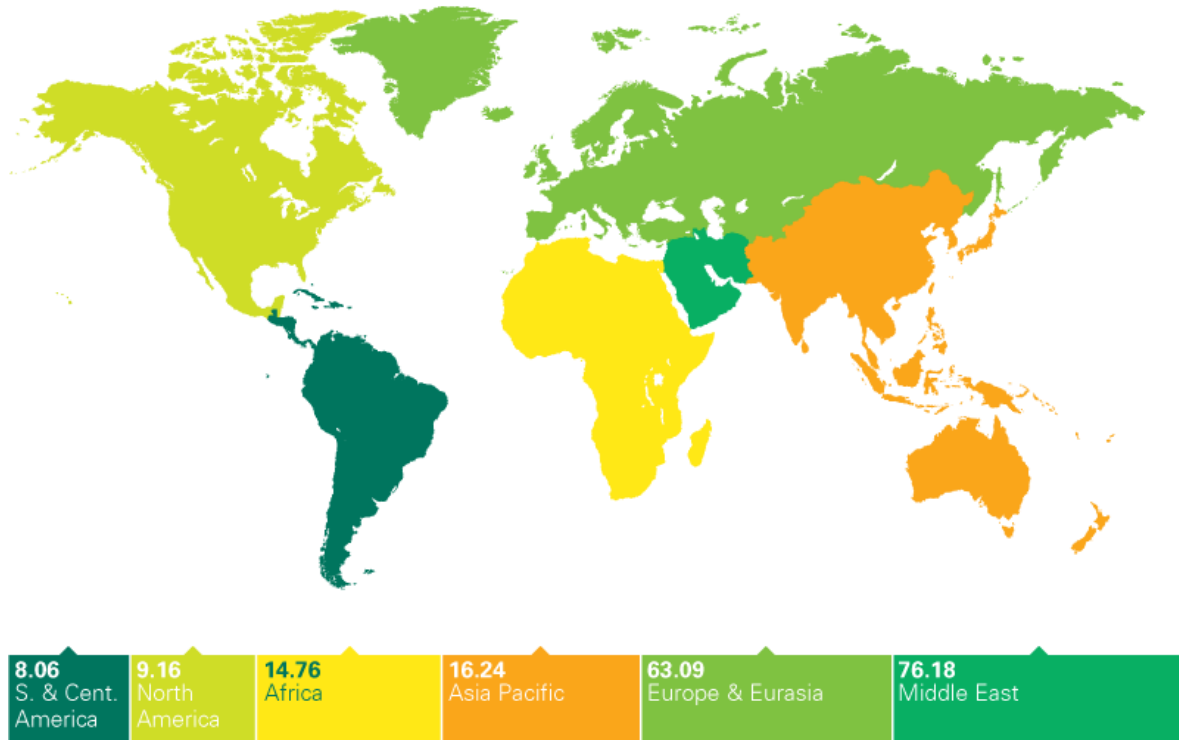 8.06
S. & Cent.
America
9.16
North
America
14.76
Africa
16.24
Asia Pacific
63.09
Europe & Eurasia
76.18
Middle East